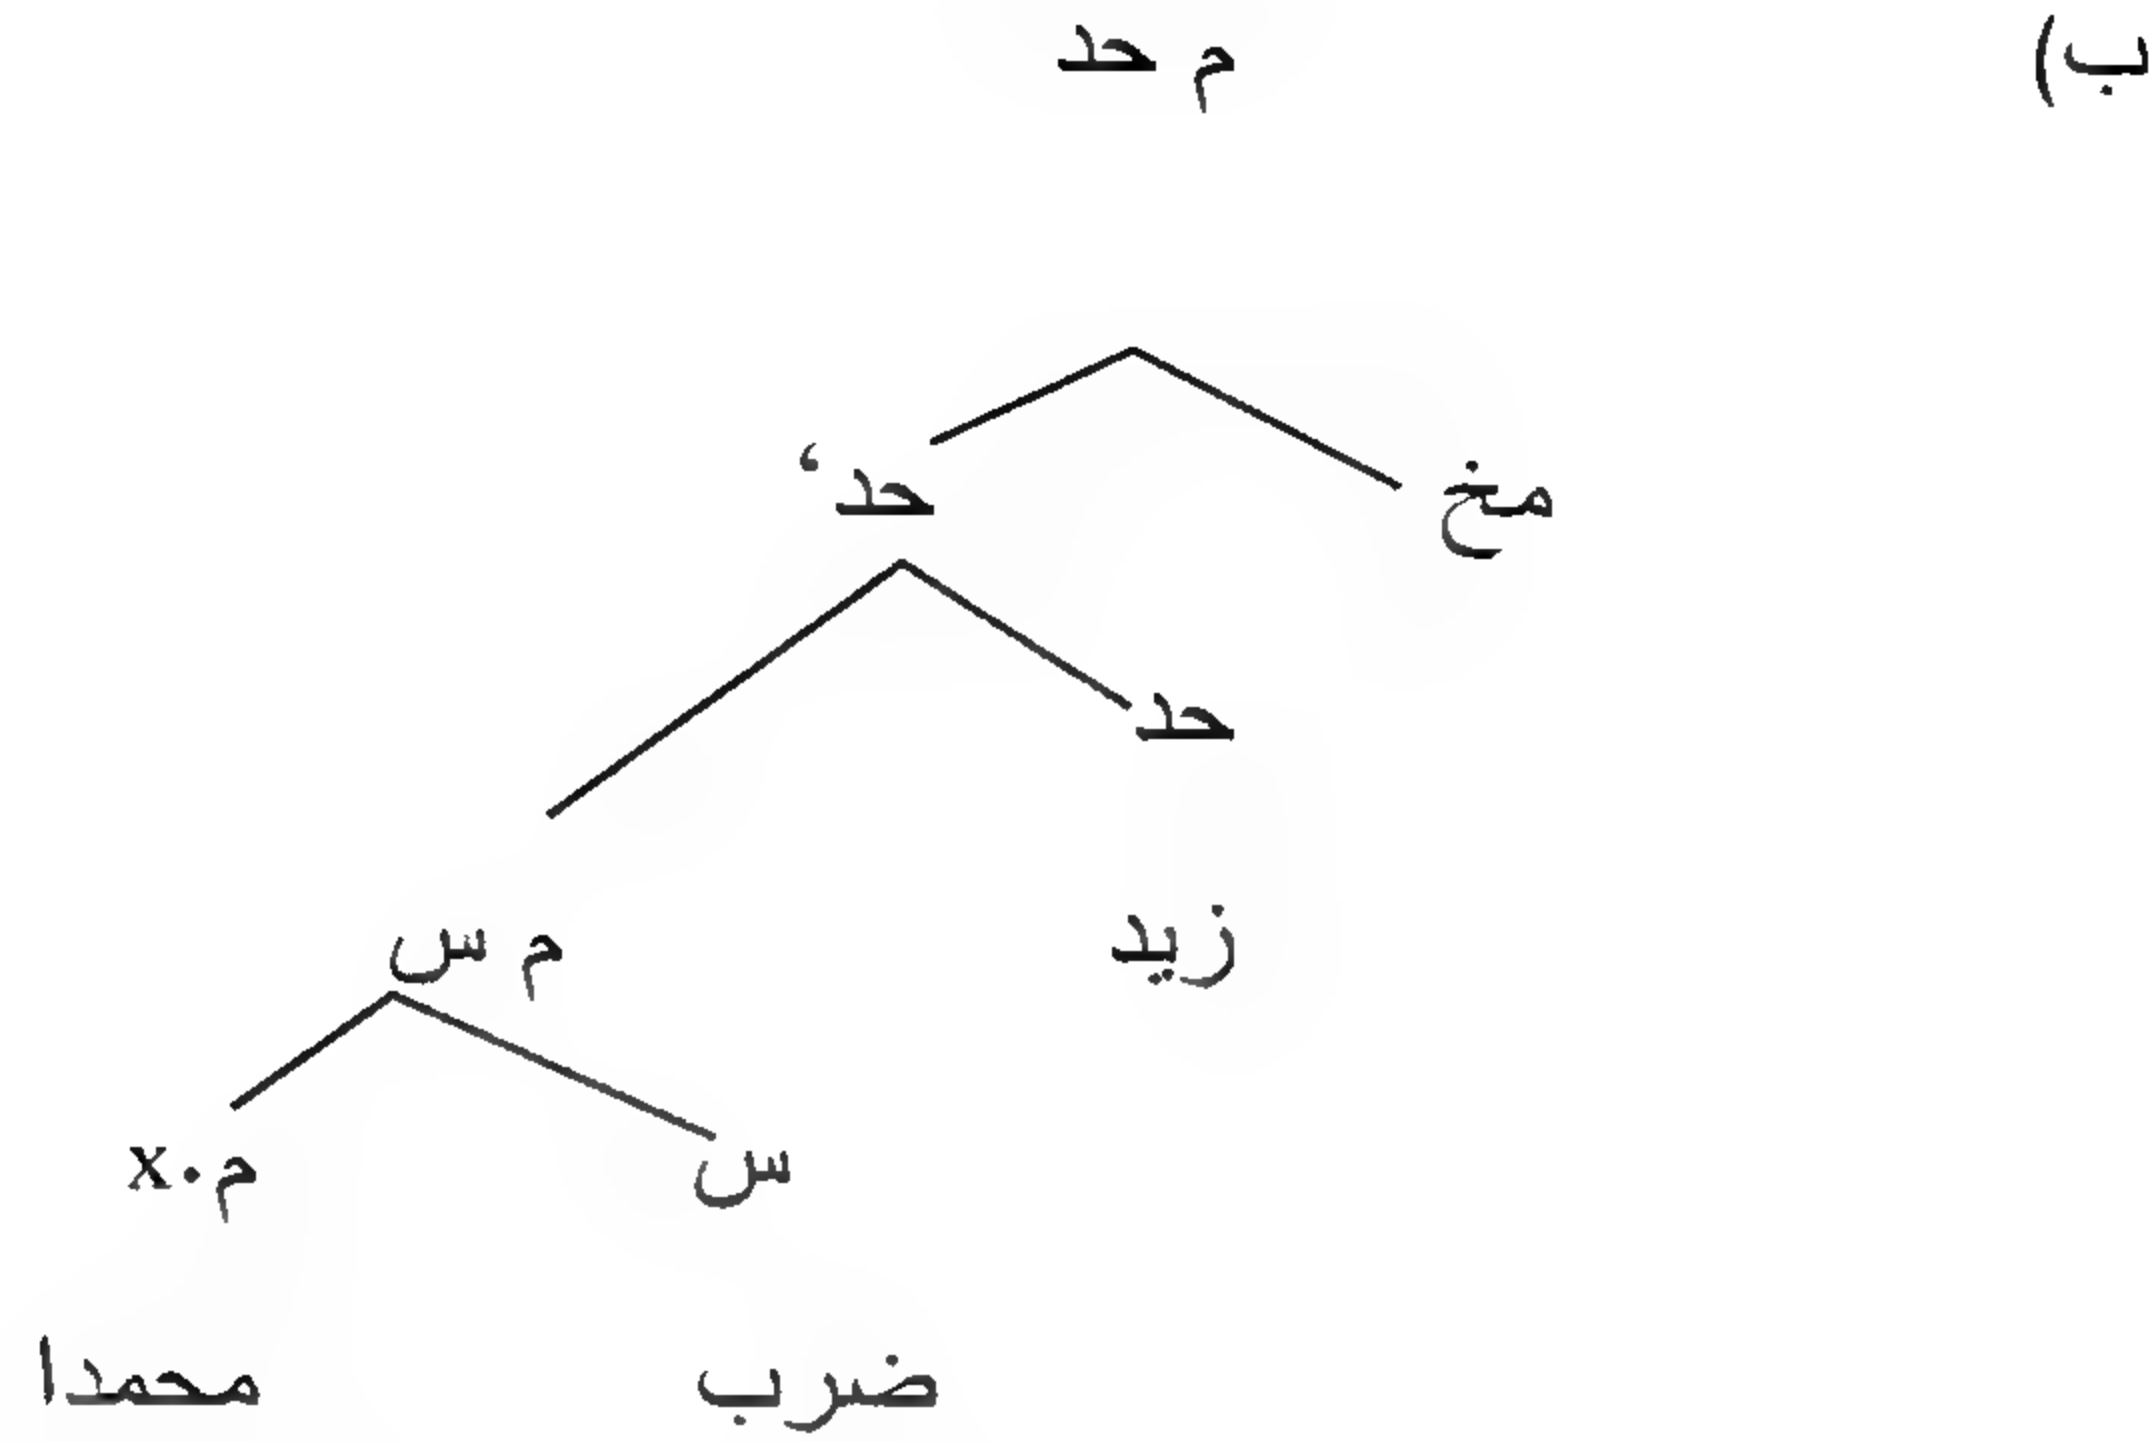 ب) م حد
مخ حد‘
حد
زيد م س
س م.x
ضرب محمدا